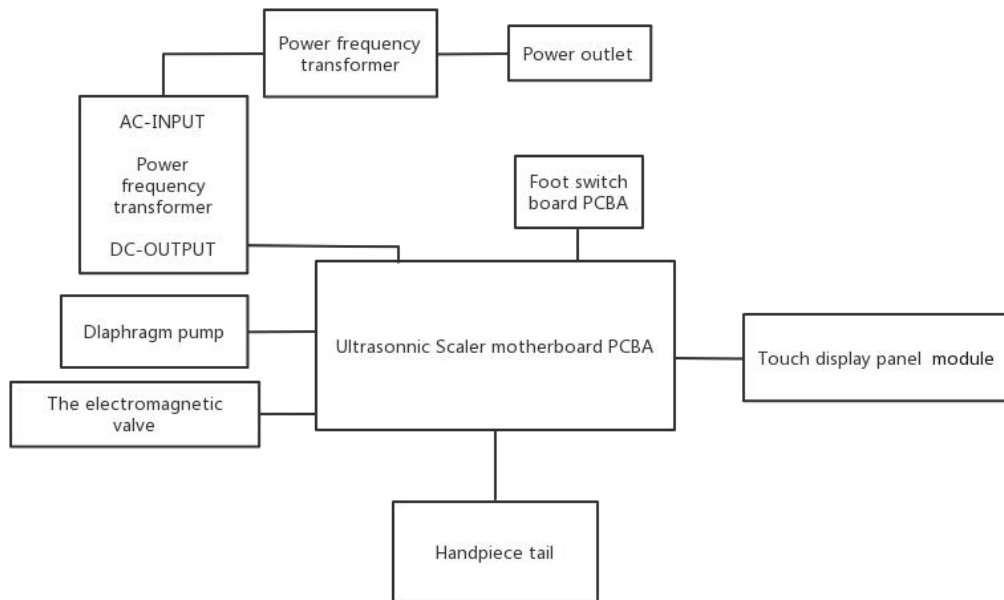 Power frequency
transformer
Power outlet
AC-INPUT
Power
frequency
transformer
DC-OUTPUT
Foot switch
board PCBA
Dlaphragm pump
Ultrasonnic Scaler motherboard PCBA
Touch display panel module
The electromagnetic
valve
Handpiece tail